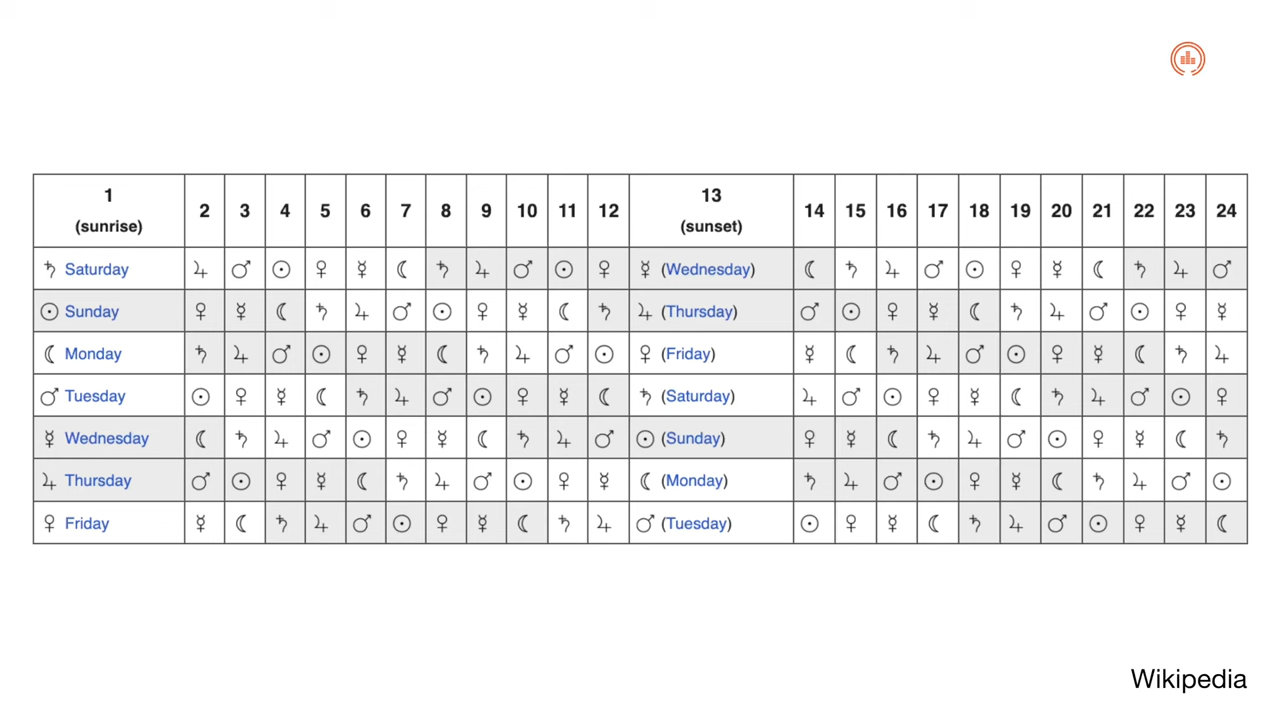 1 (sunrise) 2 3 4 5 6 7 8 9 10 11 12 13 (sunset) 14 15 16 17 18 19 20 21 22 23 24
♄ Saturday ♃ ♂ ☉ ♀ ☿ ☾ ♄ ♃ ♂ ☉ ♀ ☿ (Wednesday) ☾ ♄ ♃ ♂ ☉ ♀ ☿ ☾ ♄ ♃ ♂
☉ Sunday ♀ ☿ ☾ ♄ ♃ ♂ ☉ ♀ ☿ ☾ ♄ ♃ (Thursday) ♂ ☉ ♀ ☿ ☾ ♄ ♃ ♂ ☉ ♀ ☿
☾ Monday ♄ ♃ ♂ ☉ ♀ ☿ ☾ ♄ ♃ ♂ ☉ ♀ (Friday) ☿ ☾ ♄ ♃ ♂ ☉ ♀ ☿ ☾ ♄ ♃
♂ Tuesday ☉ ♀ ☿ ☾ ♄ ♃ ♂ ☉ ♀ ☿ ☾ ♄ (Saturday) ♃ ♂ ☉ ♀ ☿ ☾ ♄ ♃ ♂ ☉ ♀
☿ Wednesday ☾ ♄ ♃ ♂ ☉ ♀ ☿ ☾ ♄ ♃ ♂ ☉ (Sunday) ♀ ☿ ☾ ♄ ♃ ♂ ☉ ♀ ☿ ☾ ♄
♃ Thursday ♂ ☉ ♀ ☿ ☾ ♄ ♃ ♂ ☉ ♀ ☿ ☾ (Monday) ♄ ♃ ♂ ☉ ♀ ☿ ☾ ♄ ♃ ♂ ☉
♀ Friday ☿ ☾ ♄ ♃ ♂ ☉ ♀ ☿ ☾ ♄ ♃ ♂ (Tuesday) ☉ ♀ ☿ ☾ ♄ ♃ ♂ ☉ ♀ ☿ ☾
Wikipedia